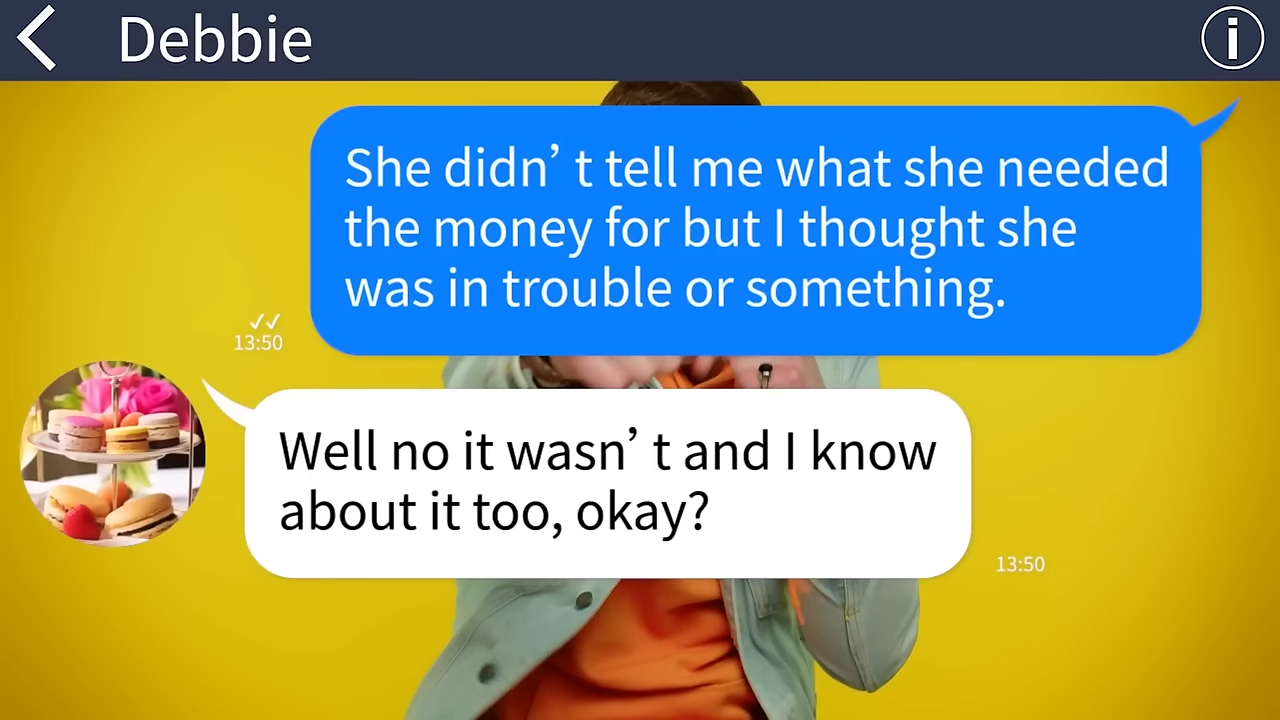 Debbie
She didn’ t tell me what she needed
the money for but I thought she
was in trouble or something.
13:50
Well no it wasn’ t and I know
about it too, okay?
13:50